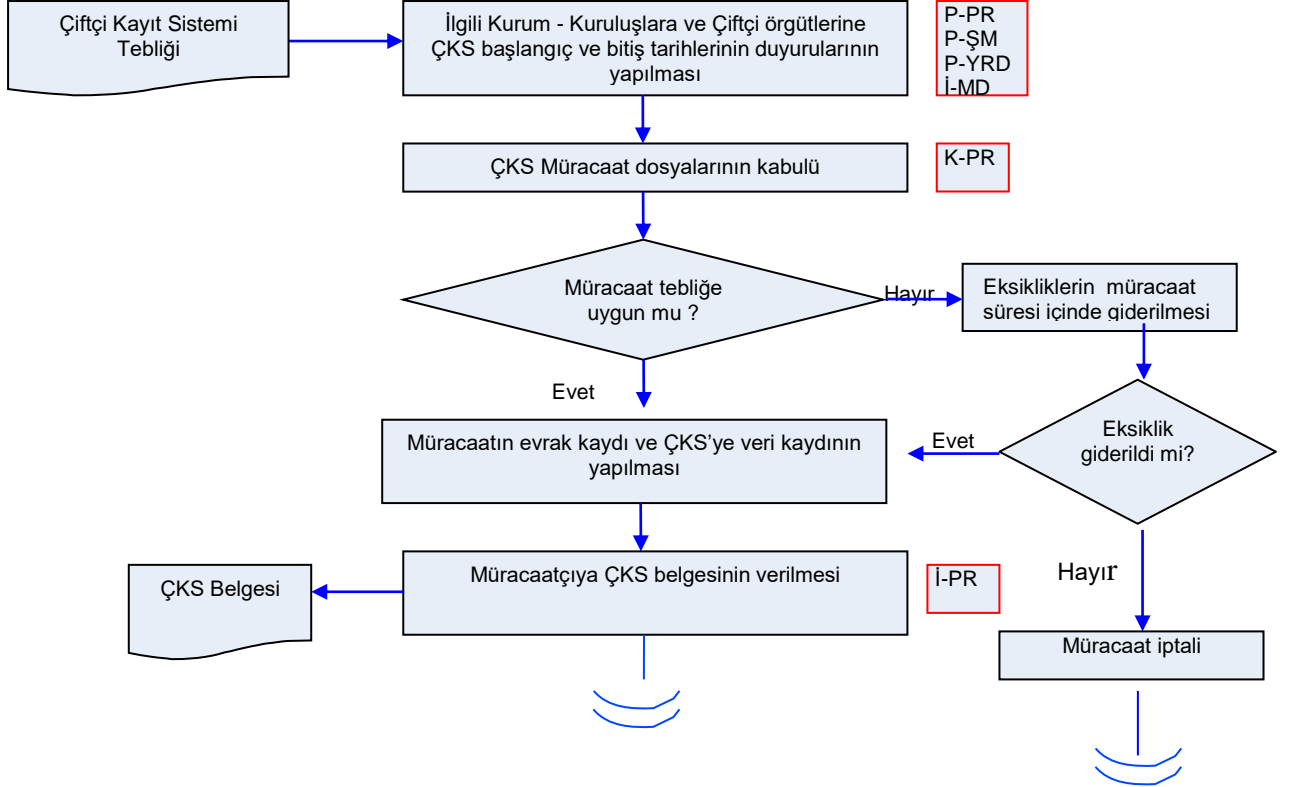 Çiftçi Kayıt Sistemi
Tebliği
İlgili Kurum - Kuruluşlara ve Çiftçi örgütlerine
ÇKS başlangıç ve bitiş tarihlerinin duyurularının
yapılması
P-PR
P-ŞM
P-YRD
İ-MD
ÇKS Müracaat dosyalarının kabulü
K-PR
Müracaat tebliğe
uygun mu ?
Hayır
Eksikliklerin müracaat
süresi içinde giderilmesi
Evet
Eksiklik
giderildi mi?
Evet
Müracaatın evrak kaydı ve ÇKS’ye veri kaydının
yapılması
Hayır
Müracaatçıya ÇKS belgesinin verilmesi
İ-PR
ÇKS Belgesi
Müracaat iptali